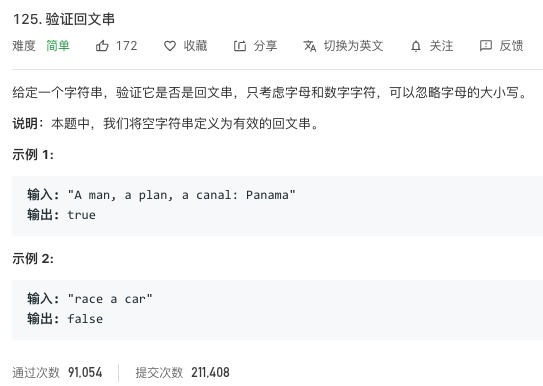 125. 验证回文串
难度 简单 172 收藏 分享 切换为英文 关注 反馈
给定一个字符串，验证它是否是回文串，只考虑字母和数字字符，可以忽略字母的大小写。
说明：本题中，我们将空字符串定义为有效的回文串。
示例 1:
输入: "A man, a plan, a canal: Panama"
输出: true
示例 2:
输入: "race a car"
输出: false
通过次数 91,054 提交次数 211,408